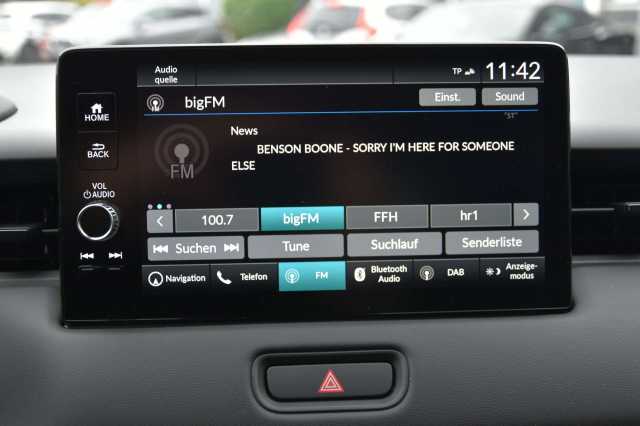 Audio
quelle
TP 11:42
HOME
bigFM
Einst.
Sound
"ST"
News
BENSON BOONE - SORRY I'M HERE FOR SOMEONE
ELSE
FM
BACK
VOL
AUDIO
100.7
bigFM
FFH
hr1
Suchen
Tune
Suchlauf
Senderliste
Navigation
Telefon
FM
Bluetooth
Audio
DAB
Anzeige-
modus